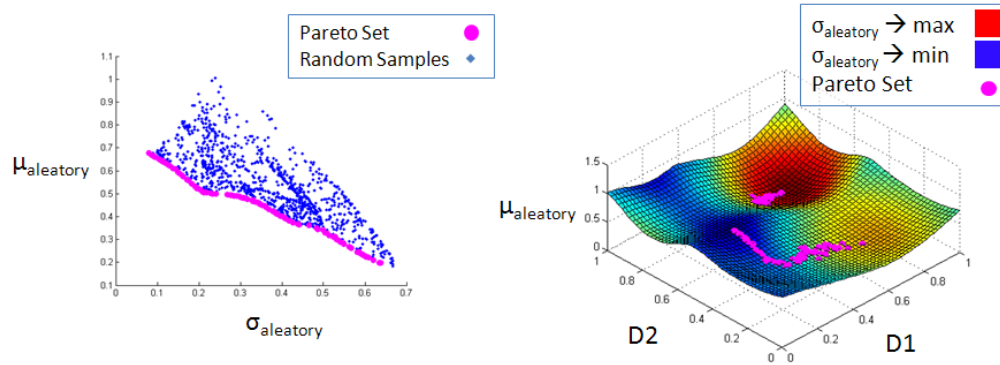 Pareto Set
Random Samples
1.1
1
0.9
0.8
0.7
0.6
0.5
0.4
0.3
0.2
0.1
μaleatory
0 0.1 0.2 0.3 0.4 0.5 0.6 0.7
σaleatory
σaleatory → max
σaleatory → min
Pareto Set
1.5
1
0.5
0
μaleatory
1 0.8 0.6 0.4 0.2 0
D2
0 0.2 0.4 0.6 0.8 1
D1